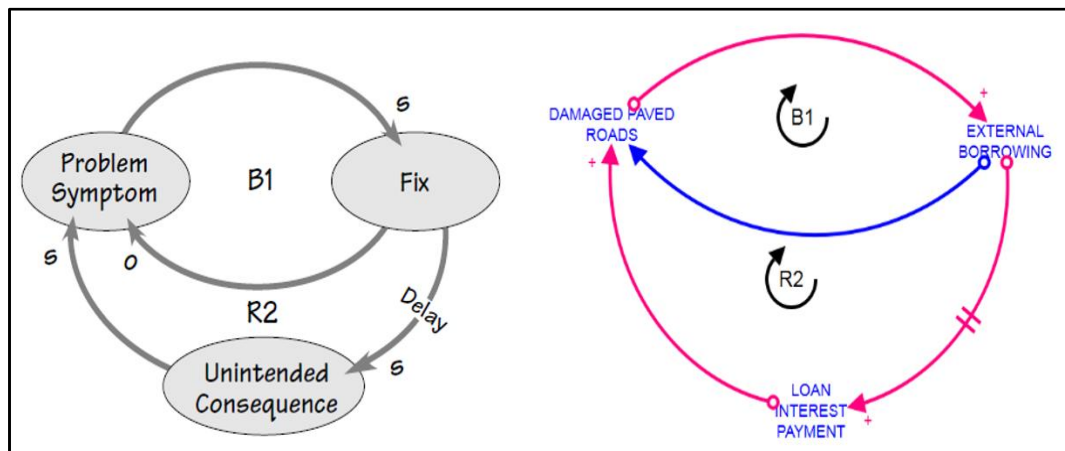 S
Problem
Symptom
B1
Fix
S
O
R2
Delay
S
Unintended
Consequence
+
DAMAGED PAVED
ROADS
B1
EXTERNAL
BORROWING
+
R2
LOAN
INTEREST
PAYMENT
+